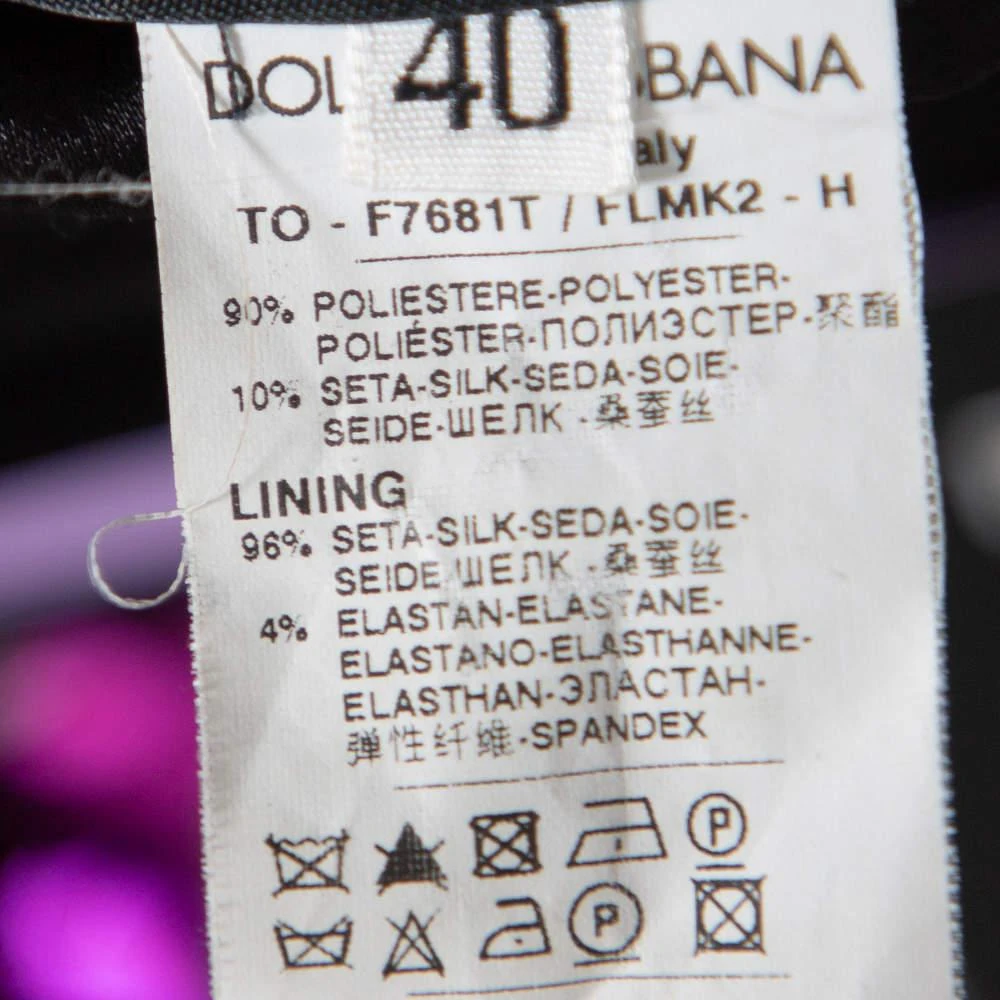 40
DOL BBANA
aly
TO - F7681T / FLMK2 - H
90% POLIESTERE-POLYESTER-
POLIÉSTER-ПОЛИЭСТЕР-聚酯
10% SETA-SILK-SEDA-SOIE-
SEIDE-ШЕЛК -桑蚕丝
LINING
96% SETA-SILK-SEDA-SOIE-
SEIDE-ШЕЛК -桑蚕丝
4% ELASTAN-ELASTANE-
ELASTANO-ELASTHANNE-
ELASTHAN-ЭЛАСТАН-
弹性纤维-SPANDEX
P
P